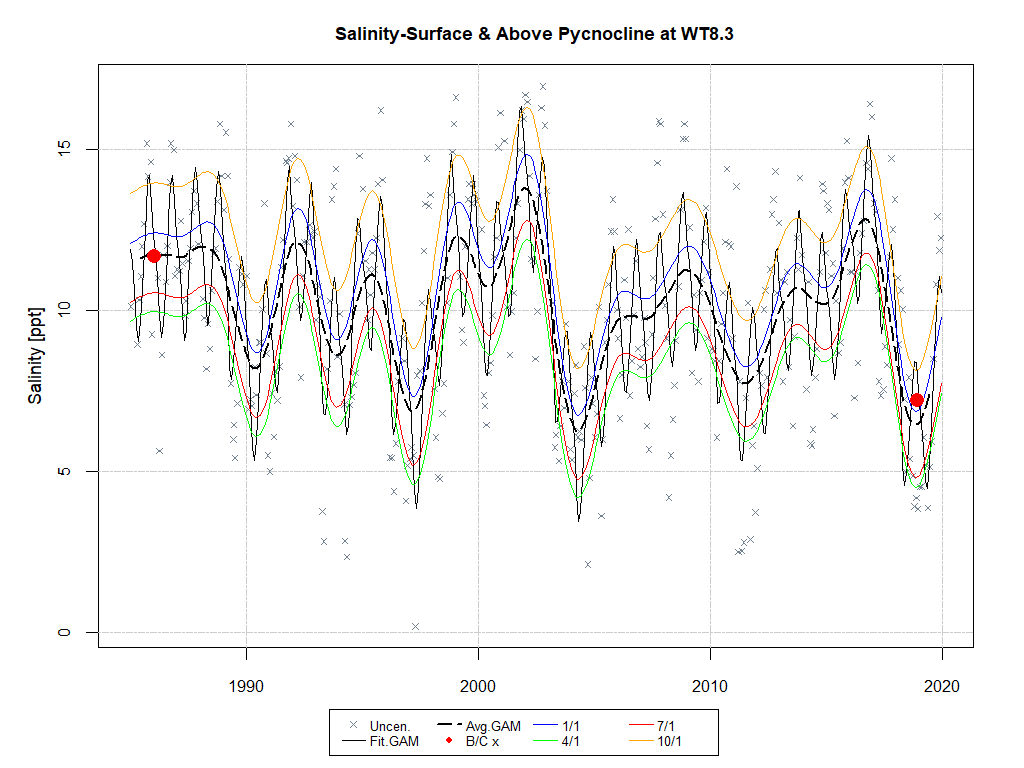 Salinity-Surface & Above Pycnocline at WT8.3
Salinity [ppt]
15
10
5
0
1990 2000 2010 2020
Uncen. Avg.GAM 1/1 7/1
Fit.GAM B/C x 4/1 10/1